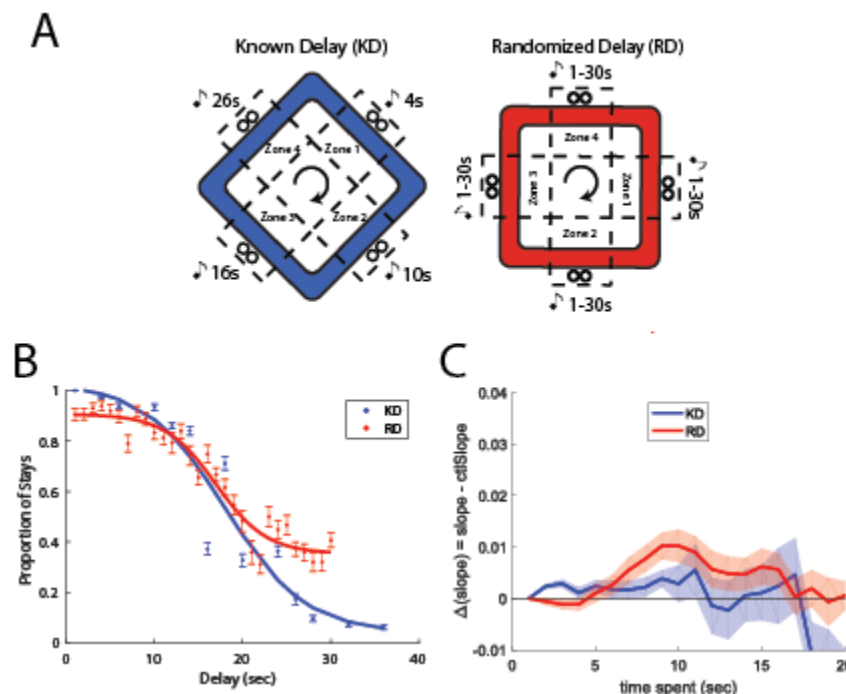 A
Known Delay (KD)
Randomized Delay (RD)
♪ 26s
♪ 4s
♪ 1-30s
∞
∞
∞
Zone 4
Zone 1
Zone 4
♪ 1-30s
∞
Zone 3
Zone 1
∞
♪ 1-30s
Zone 3
Zone 2
Zone 2
∞
∞
∞
♪ 16s
♪ 10s
♪ 1-30s
B
C
Proportion of Stays
1
0.8
0.6
0.4
0.2
0
0
10
20
30
40
Delay (sec)
KD
RD
Δ(slope) = slope - ctlSlope
0.04
0.03
0.02
0.01
0
-0.01
0
5
10
15
20
time spent (sec)
KD
RD